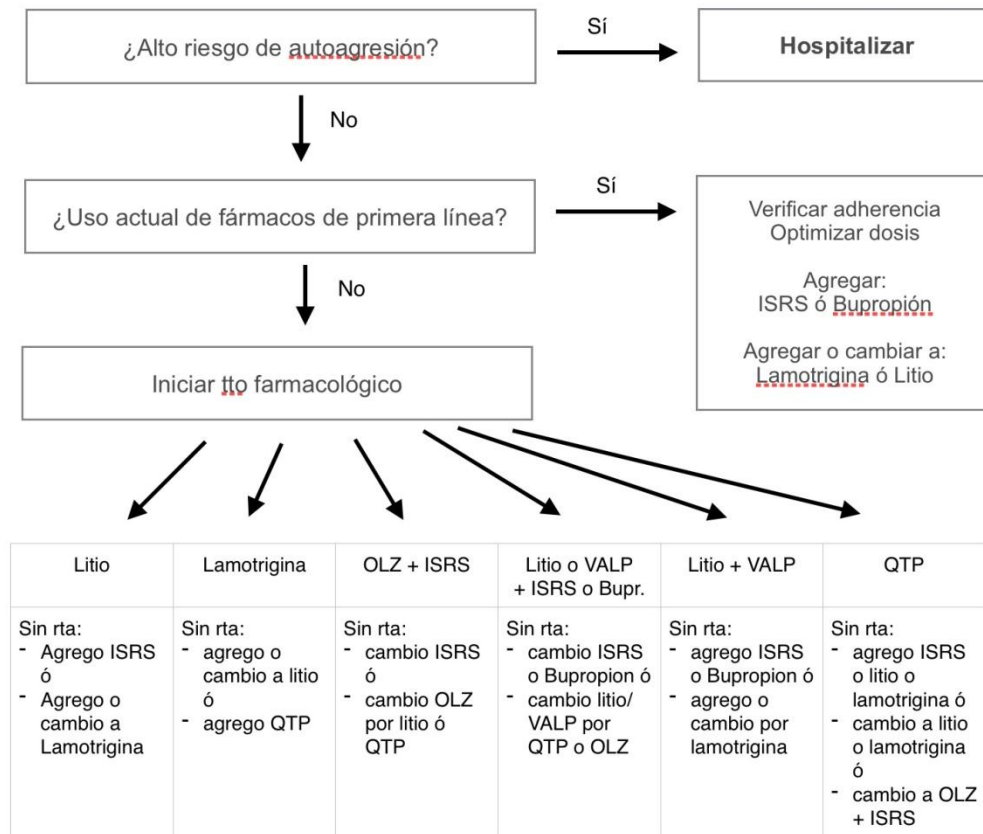 ¿Alto riesgo de autoagresión?
Sí
Hospitalizar
No
¿Uso actual de fármacos de primera línea?
Sí
Verificar adherencia
Optimizar dosis
Agregar:
ISRS ó Bupropión
Agregar o cambiar a:
Lamotrigina ó Litio
No
Iniciar tto farmacológico
Litio
Sin rta:
- Agrego ISRS
ó
- Agrego o
cambio a
Lamotrigina
Lamotrigina
Sin rta:
- agrego o
cambio a litio
ó
- agrego QTP
OLZ + ISRS
Sin rta:
- cambio ISRS
ó
- cambio OLZ
por litio ó
QTP
Litio o VALP
+ ISRS o Bupr.
Sin rta:
- cambio ISRS
o Bupropion ó
- cambio litio/
VALP por
QTP o OLZ
Litio + VALP
Sin rta:
- agrego ISRS
o Bupropion ó
- agrego o
cambio por
lamotrigina
QTP
Sin rta:
- agrego ISRS
o litio o
lamotrigina ó
- cambio a litio
o lamotrigina
ó
- cambio a OLZ
+ ISRS